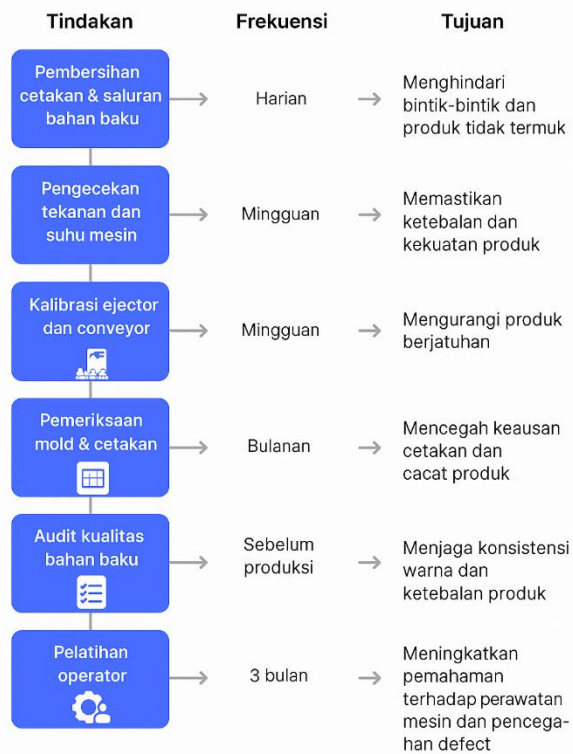 Tindakan
Frekuensi
Tujuan
Pembersihan
cetakan & saluran
bahan baku
Harian
Menghindari
bintik-bintik dan
produk tidak termuk
Pengecekan
tekanan dan
suhu mesin
Mingguan
Memastikan
ketebalan dan
kekuatan produk
Kalibrasi ejector
dan conveyor
Mingguan
Mengurangi produk
berjatuhan
Pemeriksaan
mold & cetakan
Bulanan
Mencegah keausan
cetakan dan
cacat produk
Audit kualitas
bahan baku
Sebelum
produksi
Menjaga konsistensi
warna dan
ketebalan produk
Pelatihan
operator
3 bulan
Meningkatkan
pemahaman
terhadap perawatan
mesin dan pencega-
han defect